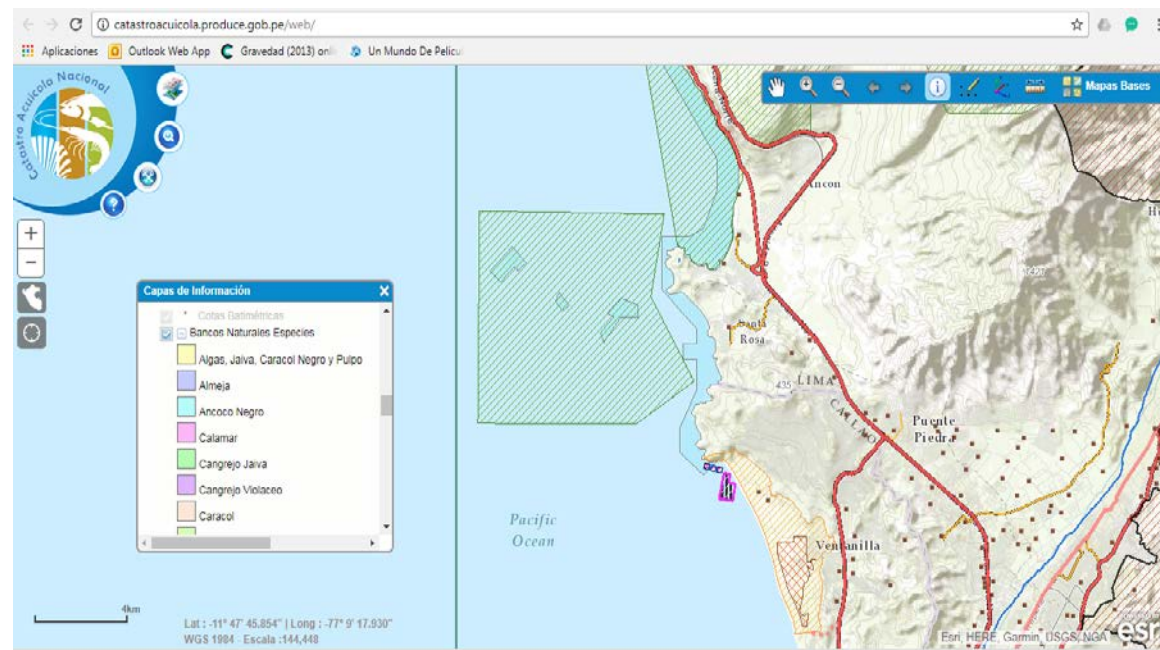 catastroacuicola.produce.gob.pe/web/
Aplicaciones Outlook Web App Gravedad (2013) onli Un Mundo De Pelicu
Catastro Acuícola Nacional
Mapas Bases
Ancon
1427
Capas de Información
Cotas Batimétricas
Bancos Naturales Especies
Algas, Jaiva, Caracol Negro y Pulpo
Almeja
Ancoco Negro
Calamar
Cangrejo Jaiva
Cangrejo Violaceo
Caracol
Santa
Rosa
435 LIMA
CALLAO
Puente
Piedra
Pacific
Ocean
Ventanilla
4km
Lat : -11° 47' 45.854" | Long : -77° 9' 17.930"
WGS 1984 - Escala :144,448
Esri, HERE, Garmin, USGS, NGA
esri